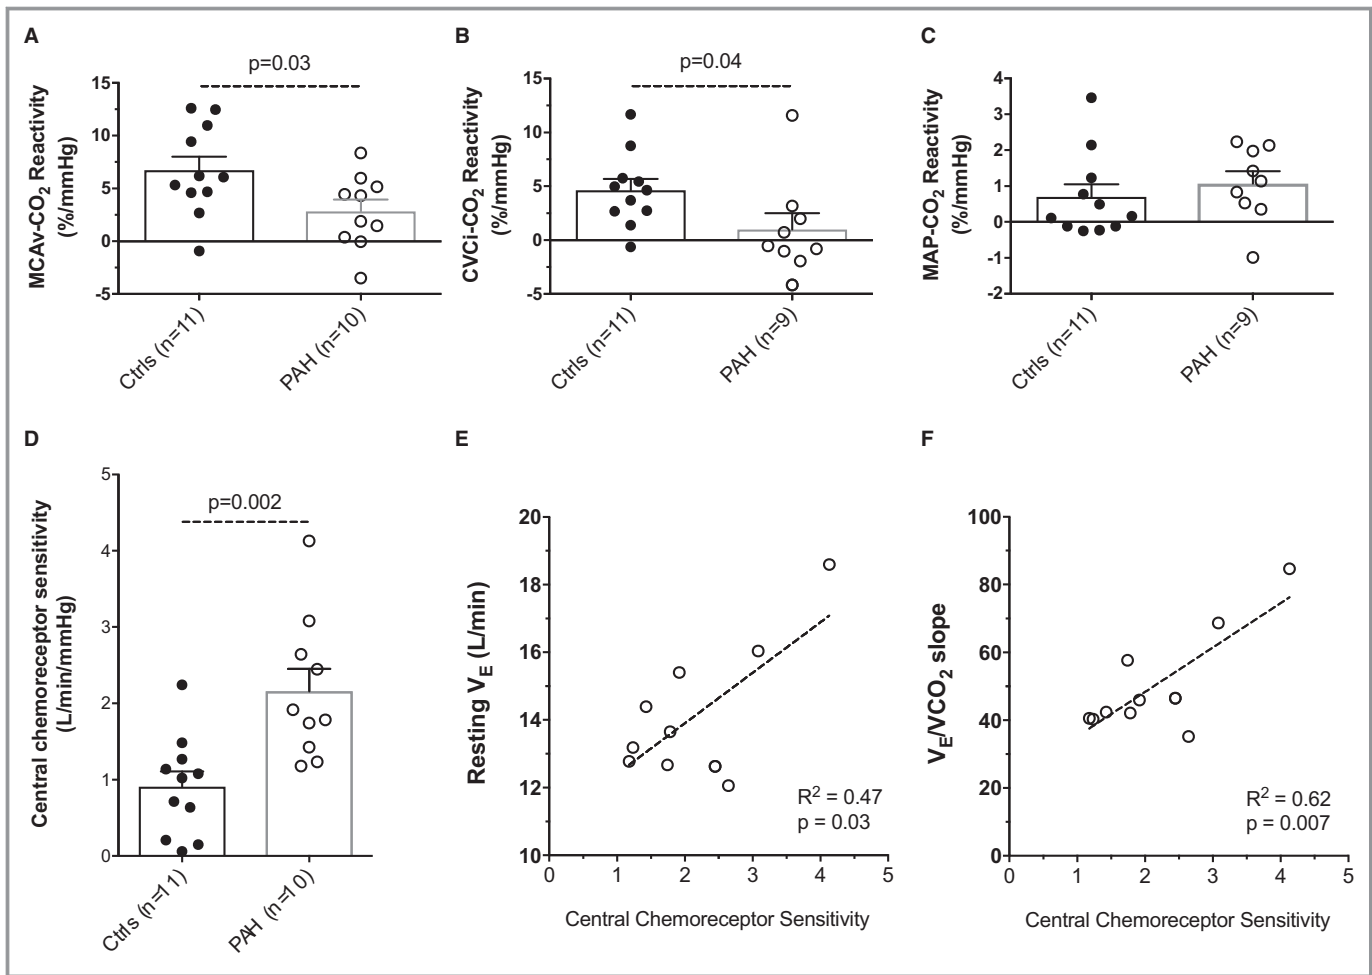 A
p=0.03
MCAv-CO2 Reactivity
(%/mmHg)
15
10
5
0
-5
Ctrls (n=11)
PAH (n=10)
B
p=0.04
CVCi-CO2 Reactivity
(%/mmHg)
15
10
5
0
-5
Ctrls (n=11)
PAH (n=9)
C
MAP-CO2 Reactivity
(%/mmHg)
4
3
2
1
0
-1
-2
Ctrls (n=11)
PAH (n=9)
D
p=0.002
Central chemoreceptor sensitivity
(L/min/mmHg)
5
4
3
2
1
0
Ctrls (n=11)
PAH (n=10)
E
Resting VE (L/min)
20
18
16
14
12
10
R2 = 0.47
p = 0.03
0 1 2 3 4 5
Central Chemoreceptor Sensitivity
F
VE/VCO2 slope
100
80
60
40
20
0
R2 = 0.62
p = 0.007
0 1 2 3 4 5
Central Chemoreceptor Sensitivity